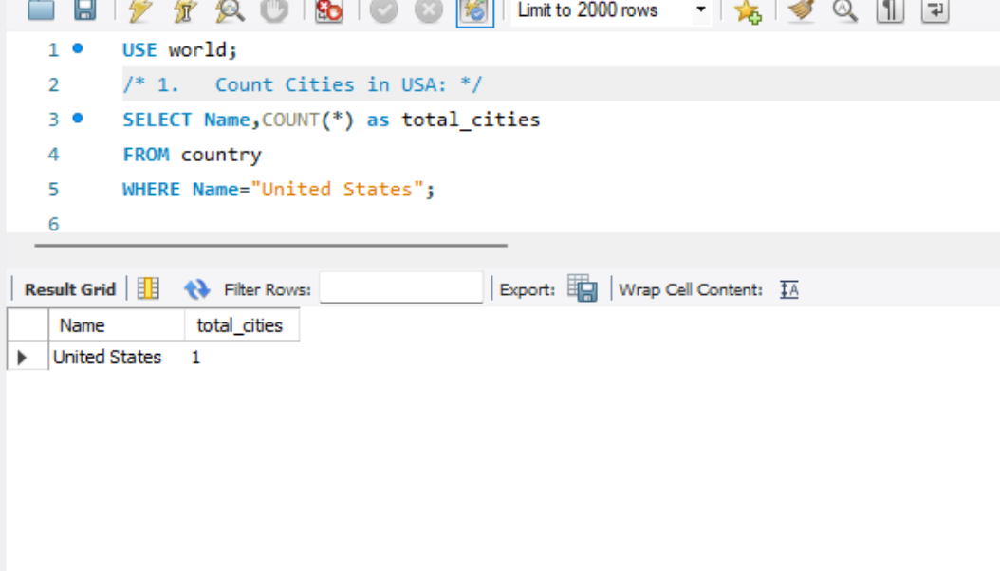 Limit to 2000 rows
1 USE world;
2 /* 1. Count Cities in USA: */
3 SELECT Name,COUNT(*) as total_cities
4 FROM country
5 WHERE Name="United States";
6
Result Grid Filter Rows: Export: Wrap Cell Content: IA
Name total_cities
United States 1